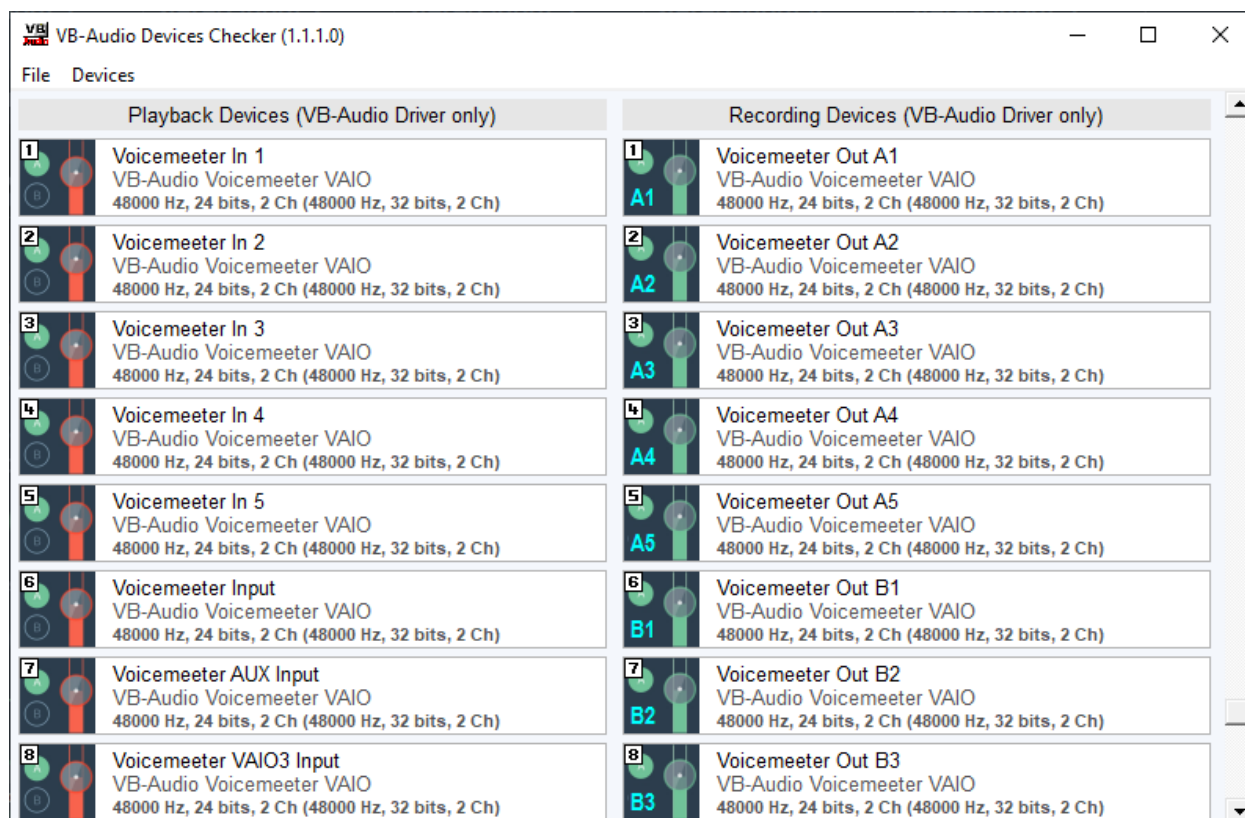 VB-Audio Devices Checker (1.1.1.0)
File Devices
Playback Devices (VB-Audio Driver only)
1
A
B
Voicemeeter In 1
VB-Audio Voicemeeter VAIO
48000 Hz, 24 bits, 2 Ch (48000 Hz, 32 bits, 2 Ch)
2
B
Voicemeeter In 2
VB-Audio Voicemeeter VAIO
48000 Hz, 24 bits, 2 Ch (48000 Hz, 32 bits, 2 Ch)
3
B
Voicemeeter In 3
VB-Audio Voicemeeter VAIO
48000 Hz, 24 bits, 2 Ch (48000 Hz, 32 bits, 2 Ch)
4
B
Voicemeeter In 4
VB-Audio Voicemeeter VAIO
48000 Hz, 24 bits, 2 Ch (48000 Hz, 32 bits, 2 Ch)
5
B
Voicemeeter In 5
VB-Audio Voicemeeter VAIO
48000 Hz, 24 bits, 2 Ch (48000 Hz, 32 bits, 2 Ch)
6
B
Voicemeeter Input
VB-Audio Voicemeeter VAIO
48000 Hz, 24 bits, 2 Ch (48000 Hz, 32 bits, 2 Ch)
7
B
Voicemeeter AUX Input
VB-Audio Voicemeeter VAIO
48000 Hz, 24 bits, 2 Ch (48000 Hz, 32 bits, 2 Ch)
8
B
Voicemeeter VAIO3 Input
VB-Audio Voicemeeter VAIO
48000 Hz, 24 bits, 2 Ch (48000 Hz, 32 bits, 2 Ch)
Recording Devices (VB-Audio Driver only)
1
A1
Voicemeeter Out A1
VB-Audio Voicemeeter VAIO
48000 Hz, 24 bits, 2 Ch (48000 Hz, 32 bits, 2 Ch)
2
A2
Voicemeeter Out A2
VB-Audio Voicemeeter VAIO
48000 Hz, 24 bits, 2 Ch (48000 Hz, 32 bits, 2 Ch)
3
A3
Voicemeeter Out A3
VB-Audio Voicemeeter VAIO
48000 Hz, 24 bits, 2 Ch (48000 Hz, 32 bits, 2 Ch)
4
A4
Voicemeeter Out A4
VB-Audio Voicemeeter VAIO
48000 Hz, 24 bits, 2 Ch (48000 Hz, 32 bits, 2 Ch)
5
A5
Voicemeeter Out A5
VB-Audio Voicemeeter VAIO
48000 Hz, 24 bits, 2 Ch (48000 Hz, 32 bits, 2 Ch)
6
B1
Voicemeeter Out B1
VB-Audio Voicemeeter VAIO
48000 Hz, 24 bits, 2 Ch (48000 Hz, 32 bits, 2 Ch)
7
B2
Voicemeeter Out B2
VB-Audio Voicemeeter VAIO
48000 Hz, 24 bits, 2 Ch (48000 Hz, 32 bits, 2 Ch)
8
B3
Voicemeeter Out B3
VB-Audio Voicemeeter VAIO
48000 Hz, 24 bits, 2 Ch (48000 Hz, 32 bits, 2 Ch)